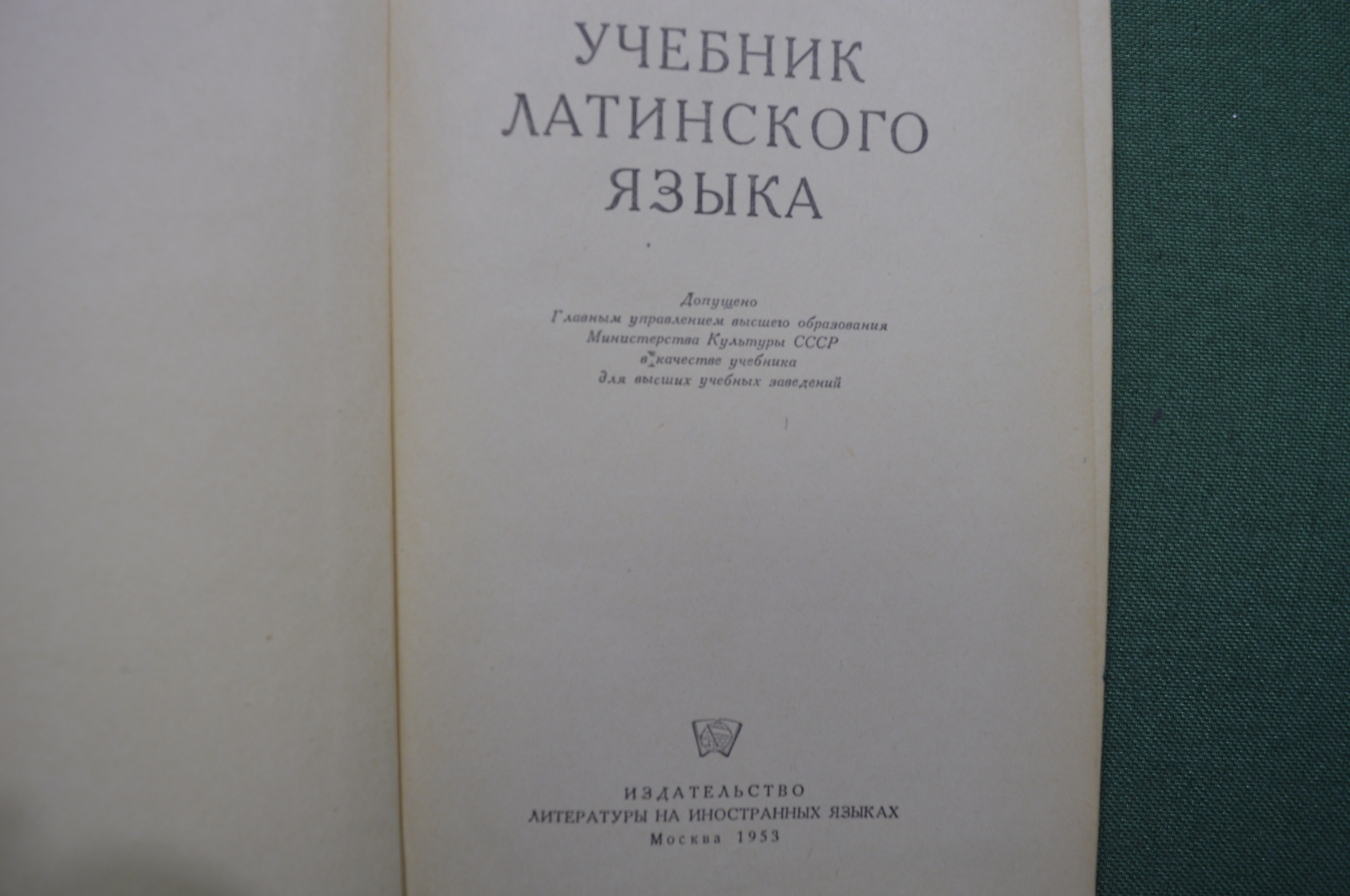 УЧЕБНИК
ЛАТИНСКОГО
ЯЗЫКА
Допущено
Главным управлением высшего образования
Министерства Культуры СССР
в качестве учебника
для высших учебных заведений
ИЗДАТЕЛЬСТВО
ЛИТЕРАТУРЫ НА ИНОСТРАННЫХ ЯЗЫКАХ
Москва 1953